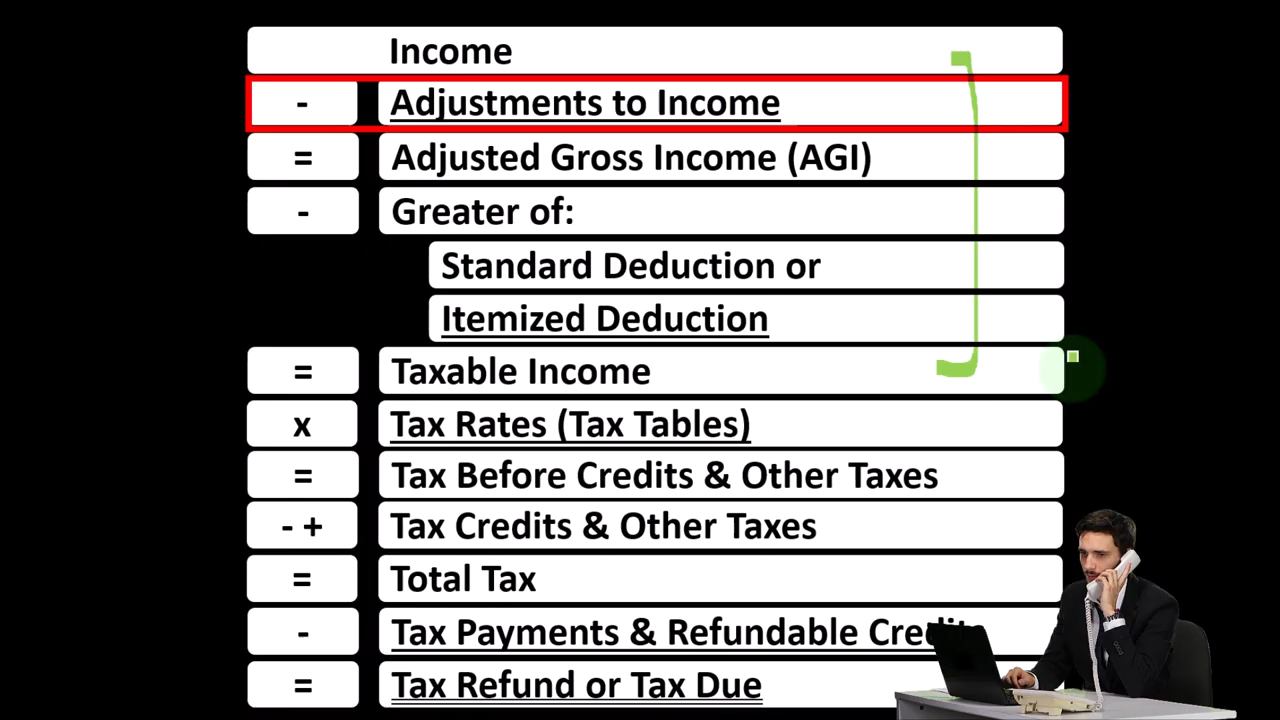 Income
- Adjustments to Income
= Adjusted Gross Income (AGI)
- Greater of:
Standard Deduction or
Itemized Deduction
= Taxable Income
x Tax Rates (Tax Tables)
= Tax Before Credits & Other Taxes
- + Tax Credits & Other Taxes
= Total Tax
- Tax Payments & Refundable Credits
= Tax Refund or Tax Due